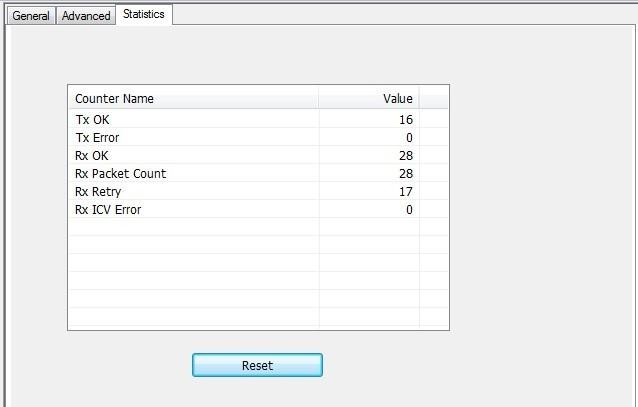 General Advanced Statistics
Counter Name Value
Tx OK 16
Tx Error 0
Rx OK 28
Rx Packet Count 28
Rx Retry 17
Rx ICV Error 0
Reset